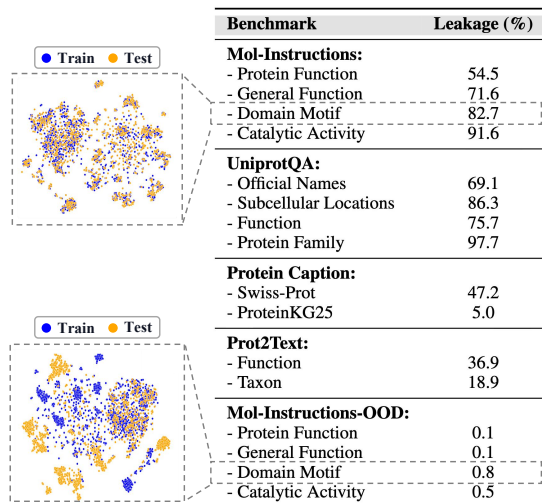 Benchmark Leakage (%)
Train Test
Mol-Instructions:
- Protein Function 54.5
- General Function 71.6
- Domain Motif 82.7
- Catalytic Activity 91.6
UniprotQA:
- Official Names 69.1
- Subcellular Locations 86.3
- Function 75.7
- Protein Family 97.7
Protein Caption:
- Swiss-Prot 47.2
- ProteinKG25 5.0
Train Test
Prot2Text:
- Function 36.9
- Taxon 18.9
Mol-Instructions-OOD:
- Protein Function 0.1
- General Function 0.1
- Domain Motif 0.8
- Catalytic Activity 0.5